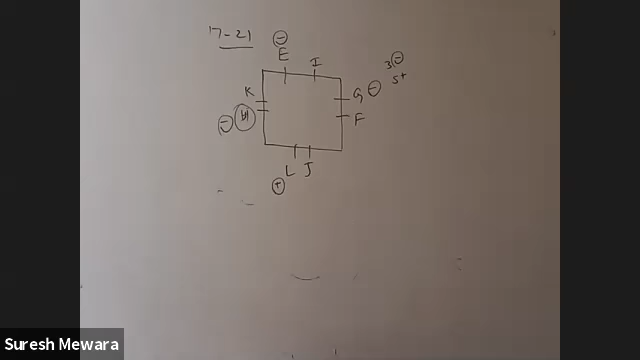 17-21
⊖
E I
3⊖
5+
K G ⊖
⊖ H F
L J
⊕
Suresh Mewara